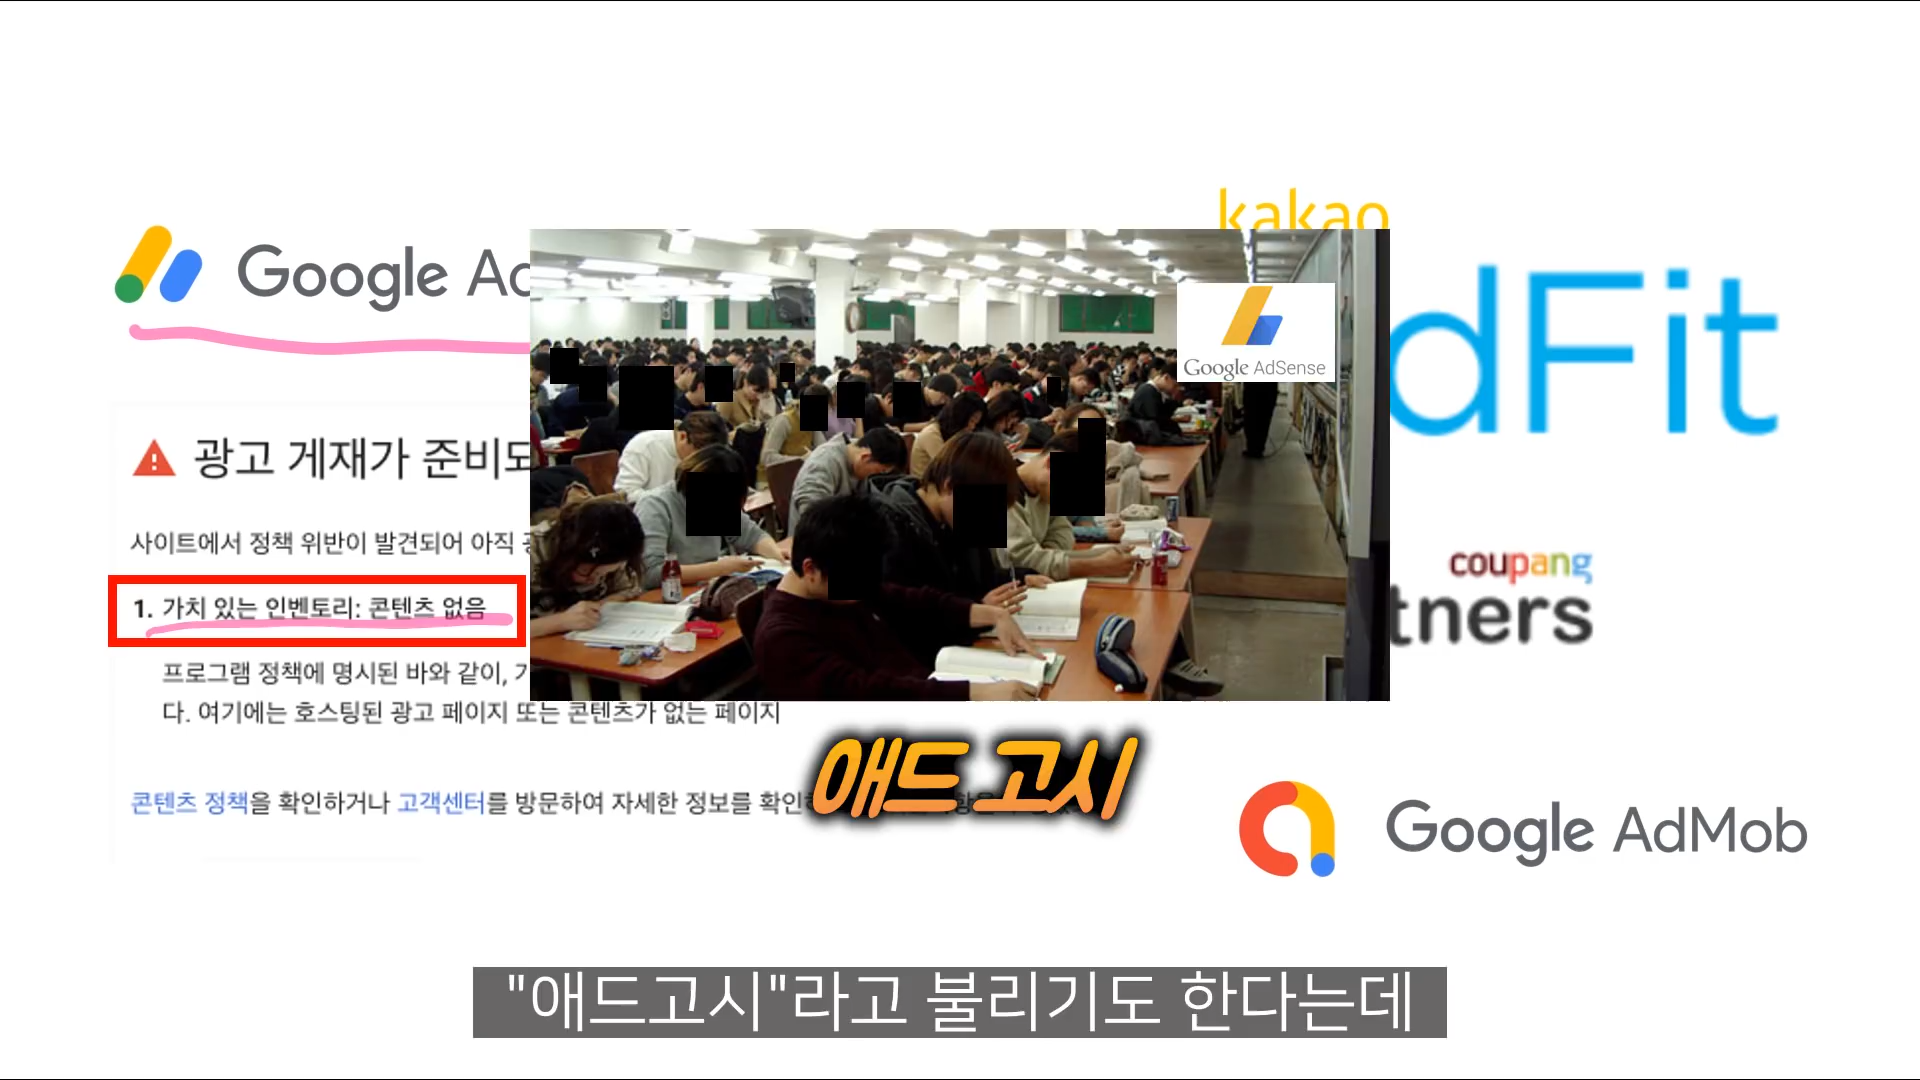 Google Ad
kakao
dFit
Google AdSense
광고 게재가 준비되
사이트에서 정책 위반이 발견되어 아직
1. 가치 있는 인벤토리: 콘텐츠 없음
coupang
tners
프로그램 정책에 명시된 바와 같이,
다. 여기에는 호스팅된 광고 페이지 또는 콘텐츠가 없는 페이지
애드 고시
콘텐츠 정책을 확인하거나 고객센터를 방문하여 자세한 정보를 확인
Google AdMob
"애드고시"라고 불리기도 한다는데